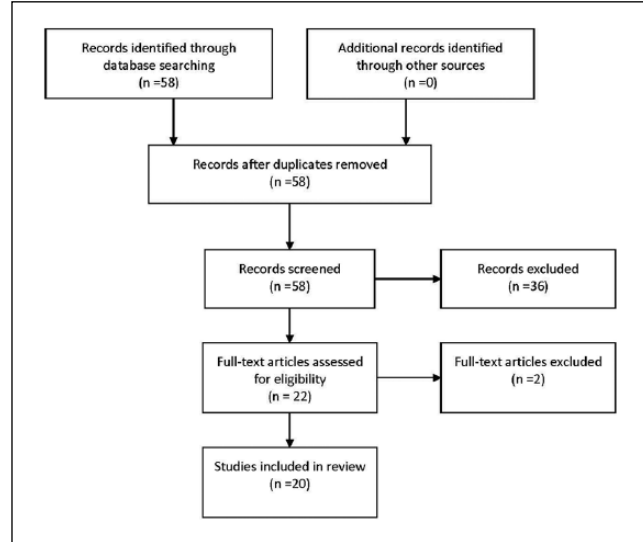 Records identified through
database searching
(n =58)
Additional records identified
through other sources
(n =0)
Records after duplicates removed
(n =58)
Records screened
(n =58)
Records excluded
(n =36)
Full-text articles assessed
for eligibility
(n = 22)
Full-text articles excluded
(n =2)
Studies included in review
(n =20)